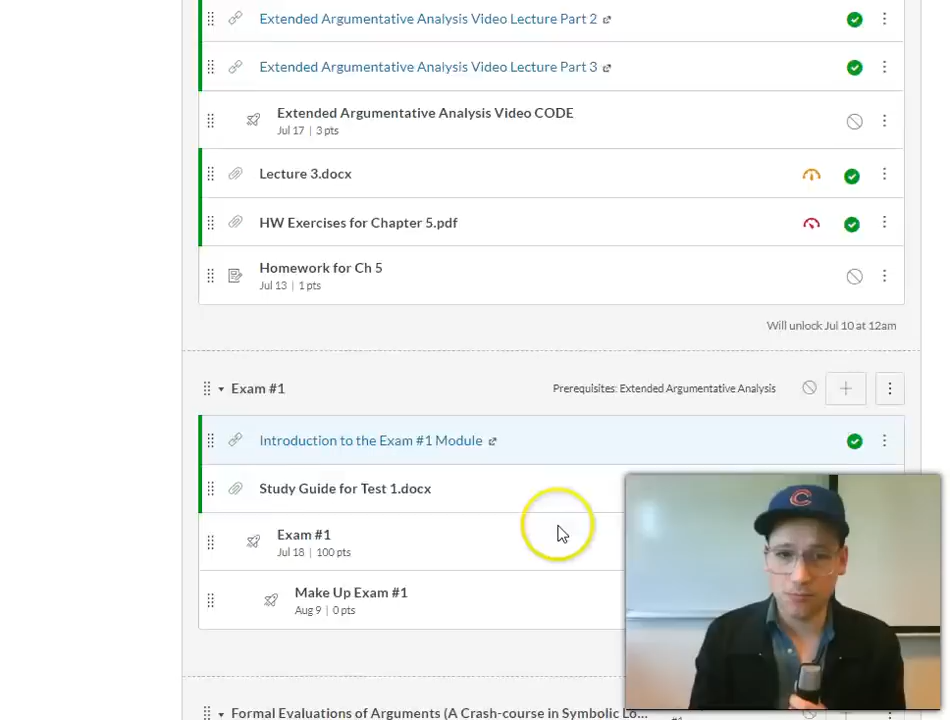 Extended Argumentative Analysis Video Lecture Part 2
Extended Argumentative Analysis Video Lecture Part 3
Extended Argumentative Analysis Video CODE
Jul 17 | 3 pts
Lecture 3.docx
HW Exercises for Chapter 5.pdf
Homework for Ch 5
Jul 13 | 1 pts
Will unlock Jul 10 at 12am
Exam #1 Prerequisites: Extended Argumentative Analysis
Introduction to the Exam #1 Module
Study Guide for Test 1.docx
Exam #1
Jul 18 | 100 pts
Make Up Exam #1
Aug 9 | 0 pts
Formal Evaluations of Arguments (A Crash-course in Symbolic Lo...